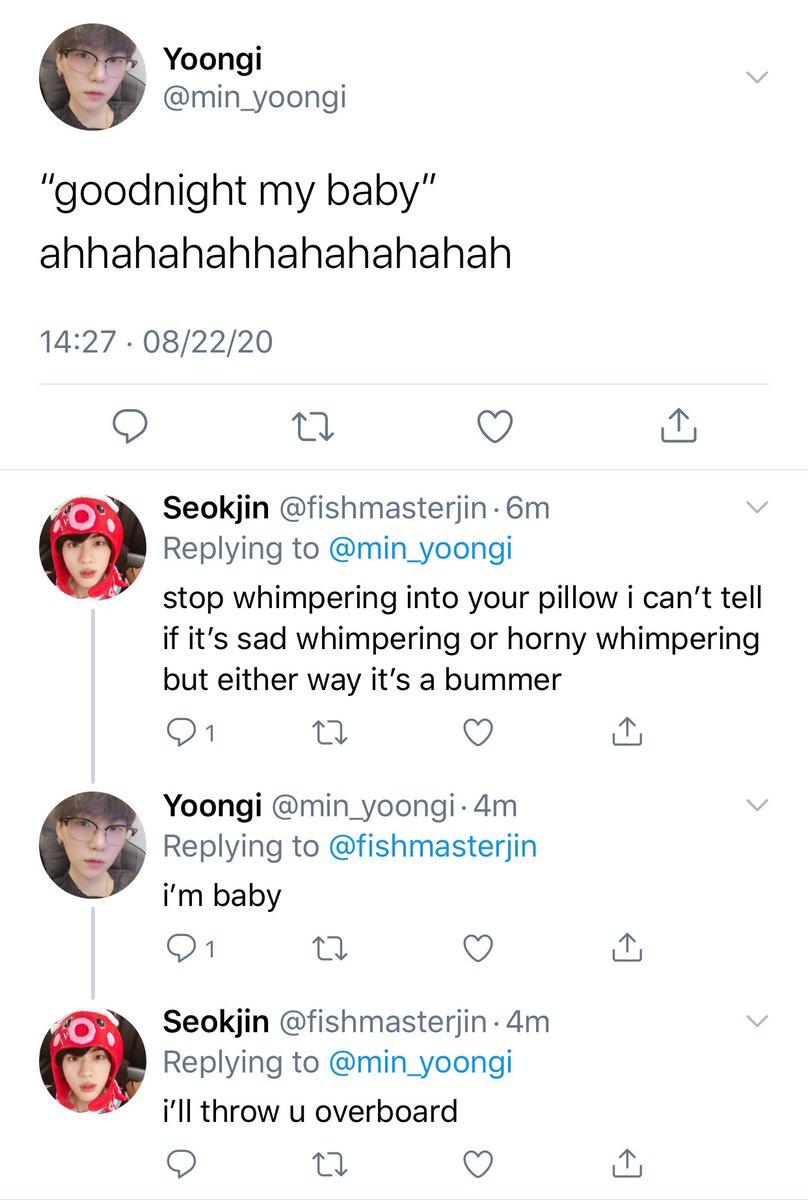 Yoongi
@min_yoongi
“goodnight my baby”
ahhahahahhahahahahah
14:27 · 08/22/20
Seokjin @fishmasterjin · 6m
Replying to @min_yoongi
stop whimpering into your pillow i can’t tell
if it’s sad whimpering or horny whimpering
but either way it’s a bummer
1
Yoongi @min_yoongi · 4m
Replying to @fishmasterjin
i’m baby
1
Seokjin @fishmasterjin · 4m
Replying to @min_yoongi
i’ll throw u overboard